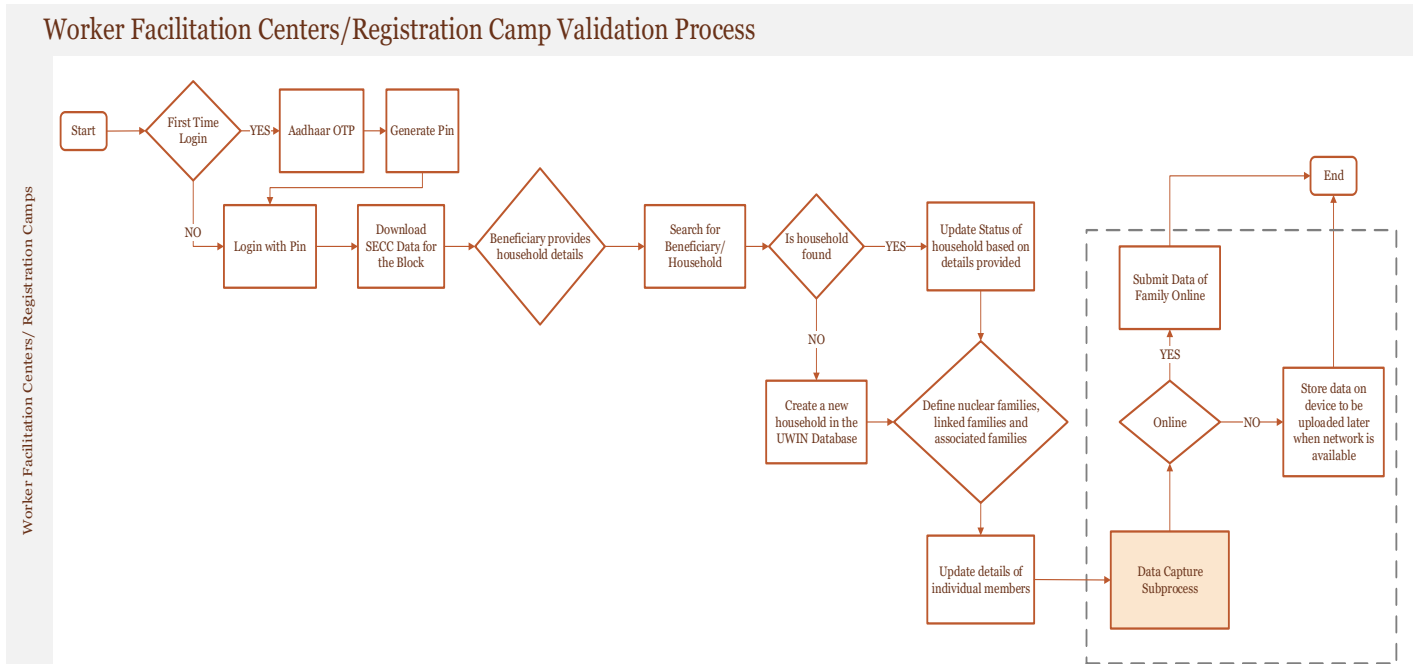 Worker Facilitation Centers/Registration Camp Validation Process
Worker Facilitation Centers/ Registration Camps
Start
First Time
Login
YES
Aadhaar OTP
Generate Pin
NO
Login with Pin
Download
SECC Data for
the Block
Beneficiary provides
household details
Search for
Beneficiary/
Household
Is household
found
YES
Update Status of
household based on
details provided
NO
Create a new
household in the
UWIN Database
Define nuclear families,
linked families and
associated families
Update details of
individual members
Data Capture
Subprocess
Online
YES
Submit Data of
Family Online
NO
Store data on
device to be
uploaded later
when network is
available
End